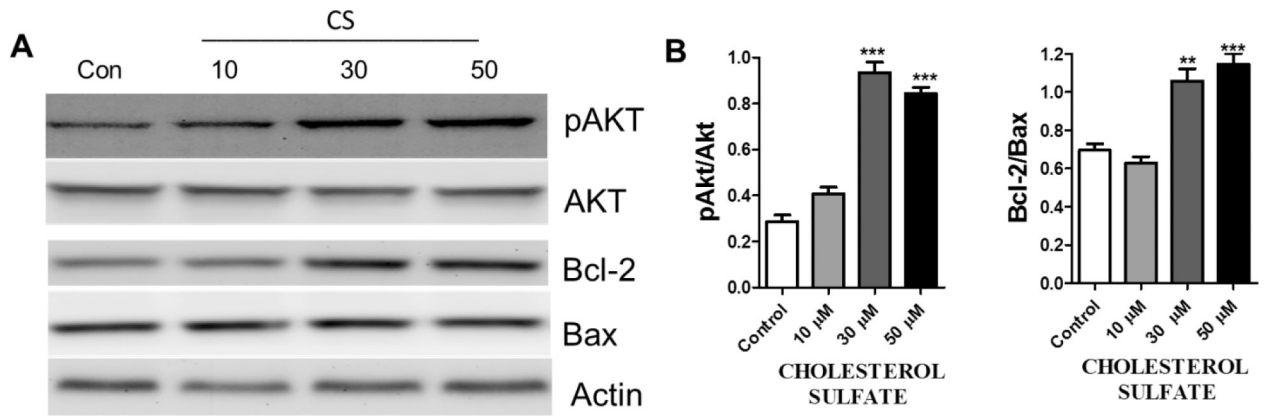 A
CS
Con 10 30 50
pAKT
AKT
Bcl-2
Bax
Actin
B
pAkt/Akt
1.0
0.8
0.6
0.4
0.2
0.0
***
***
Control
10 µM
30 µM
50 µM
CHOLESTEROL
SULFATE
Bcl-2/Bax
1.2
1.0
0.8
0.6
0.4
0.2
0.0
**
***
Control
10 µM
30 µM
50 µM
CHOLESTEROL
SULFATE